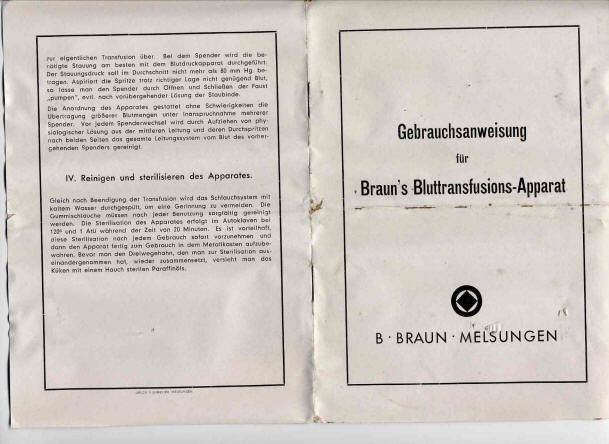 zur eigentlichen Transfusion über. Bei dem Spender wird die be-
nötigte Stauung am besten mit dem Blutdruckapparat durchgeführt.
Der Stauungsdruck soll im Durchschnitt nicht mehr als 80 mm Hg. be-
tragen. Aspiriert die Spritze trotz richtiger Lage nicht genügend Blut,
so lasse man den Spender durch Öffnen und Schließen der Faust
„pumpen", evtl. nach vorübergehender Lösung der Staubinde.
Die Anordnung des Apparates gestattet ohne Schwierigkeiten die
Übertragung größerer Blutmengen unter Inanspruchnahme mehrerer
Spender. Vor jedem Spenderwechsel wird durch Aufziehen von phy-
siologischer Lösung aus der mittleren Leitung und deren Durchspritzen
nach beiden Seiten das gesamte Leitungssystem vom Blut des vorher-
gehenden Spenders gereinigt.
IV. Reinigen und sterilisieren des Apparates.
Gleich nach Beendigung der Transfusion wird das Schlauchsystem mit
kaltem Wasser durchgespült, um eine Gerinnung zu vermeiden. Die
Gummischläuche müssen nach jeder Benutzung sorgfältig gereinigt
werden. Die Sterilisation des Apparates erfolgt im Autoklaven bei
120° und 1 Atü während der Zeit von 20 Minuten. Es ist vorteilhaft,
diese Sterilisation nach jedem Gebrauch sofort vorzunehmen und
dann den Apparat fertig zum Gebrauch in dem Metallkasten aufzube-
wahren. Bevor man den Dreiwegehahn, den man zur Sterilisation aus-
einandergenommen hat, wieder zusammensetzt, versieht man das
Küken mit einem Hauch sterilen Paraffinöls.
Gebrauchsanweisung
für
Braun's Bluttransfusions-Apparat
B · BRAUN · MELSUNGEN